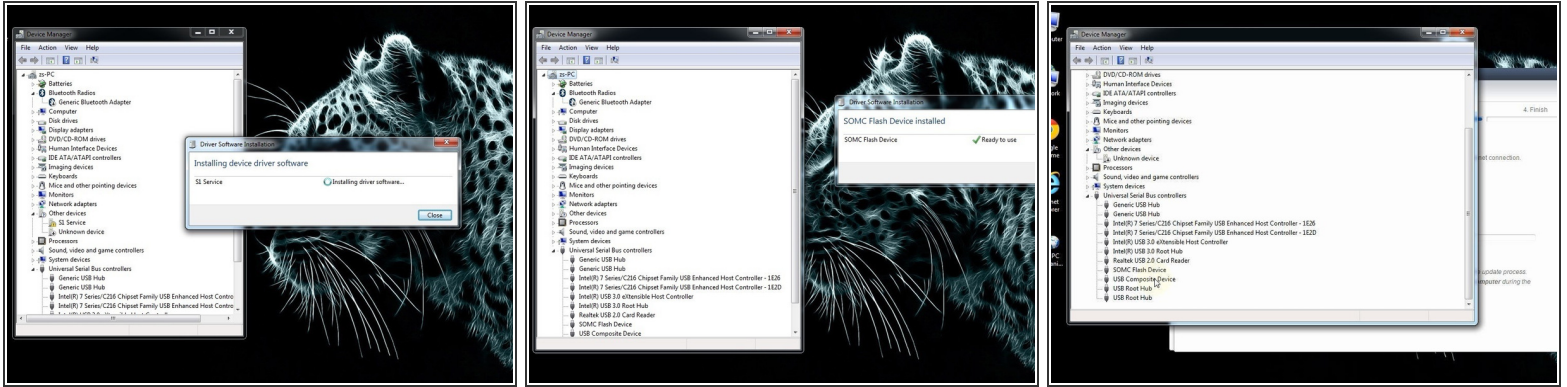 Device Manager
File Action View Help
zs-PC
Batteries
Bluetooth Radios
Generic Bluetooth Adapter
Computer
Disk drives
Display adapters
DVD/CD-ROM drives
Human Interface Devices
IDE ATA/ATAPI controllers
Imaging devices
Keyboards
Mice and other pointing devices
Monitors
Network adapters
Other devices
S1 Service
Unknown device
Processors
Sound, video and game controllers
System devices
Universal Serial Bus controllers
Generic USB Hub
Generic USB Hub
Intel(R) 7 Series/C216 Chipset Family USB Enhanced Host Contro
Intel(R) 7 Series/C216 Chipset Family USB Enhanced Host Contro
Driver Software Installation
Installing device driver software
S1 Service
Installing driver software...
Close
Device Manager
File Action View Help
zs-PC
Batteries
Bluetooth Radios
Generic Bluetooth Adapter
Computer
Disk drives
Display adapters
DVD/CD-ROM drives
Human Interface Devices
IDE ATA/ATAPI controllers
Imaging devices
Keyboards
Mice and other pointing devices
Monitors
Network adapters
Other devices
Processors
Sound, video and game controllers
System devices
Universal Serial Bus controllers
Generic USB Hub
Generic USB Hub
Intel(R) 7 Series/C216 Chipset Family USB Enhanced Host Controller - 1E26
Intel(R) 7 Series/C216 Chipset Family USB Enhanced Host Controller - 1E2D
Intel(R) USB 3.0 eXtensible Host Controller
Intel(R) USB 3.0 Root Hub
Realtek USB 2.0 Card Reader
SOMC Flash Device
USB Composite Device
Driver Software Installation
SOMC Flash Device installed
SOMC Flash Device
Ready to use
Device Manager
File Action View Help
DVD/CD-ROM drives
Human Interface Devices
IDE ATA/ATAPI controllers
Imaging devices
Keyboards
Mice and other pointing devices
Monitors
Network adapters
Other devices
Unknown device
Processors
Sound, video and game controllers
System devices
Universal Serial Bus controllers
Generic USB Hub
Generic USB Hub
Intel(R) 7 Series/C216 Chipset Family USB Enhanced Host Controller - 1E26
Intel(R) 7 Series/C216 Chipset Family USB Enhanced Host Controller - 1E2D
Intel(R) USB 3.0 eXtensible Host Controller
Intel(R) USB 3.0 Root Hub
Realtek USB 2.0 Card Reader
SOMC Flash Device
USB Composite Device
USB Root Hub
USB Root Hub
4. Finish
connection.
update process
computer during the
PC